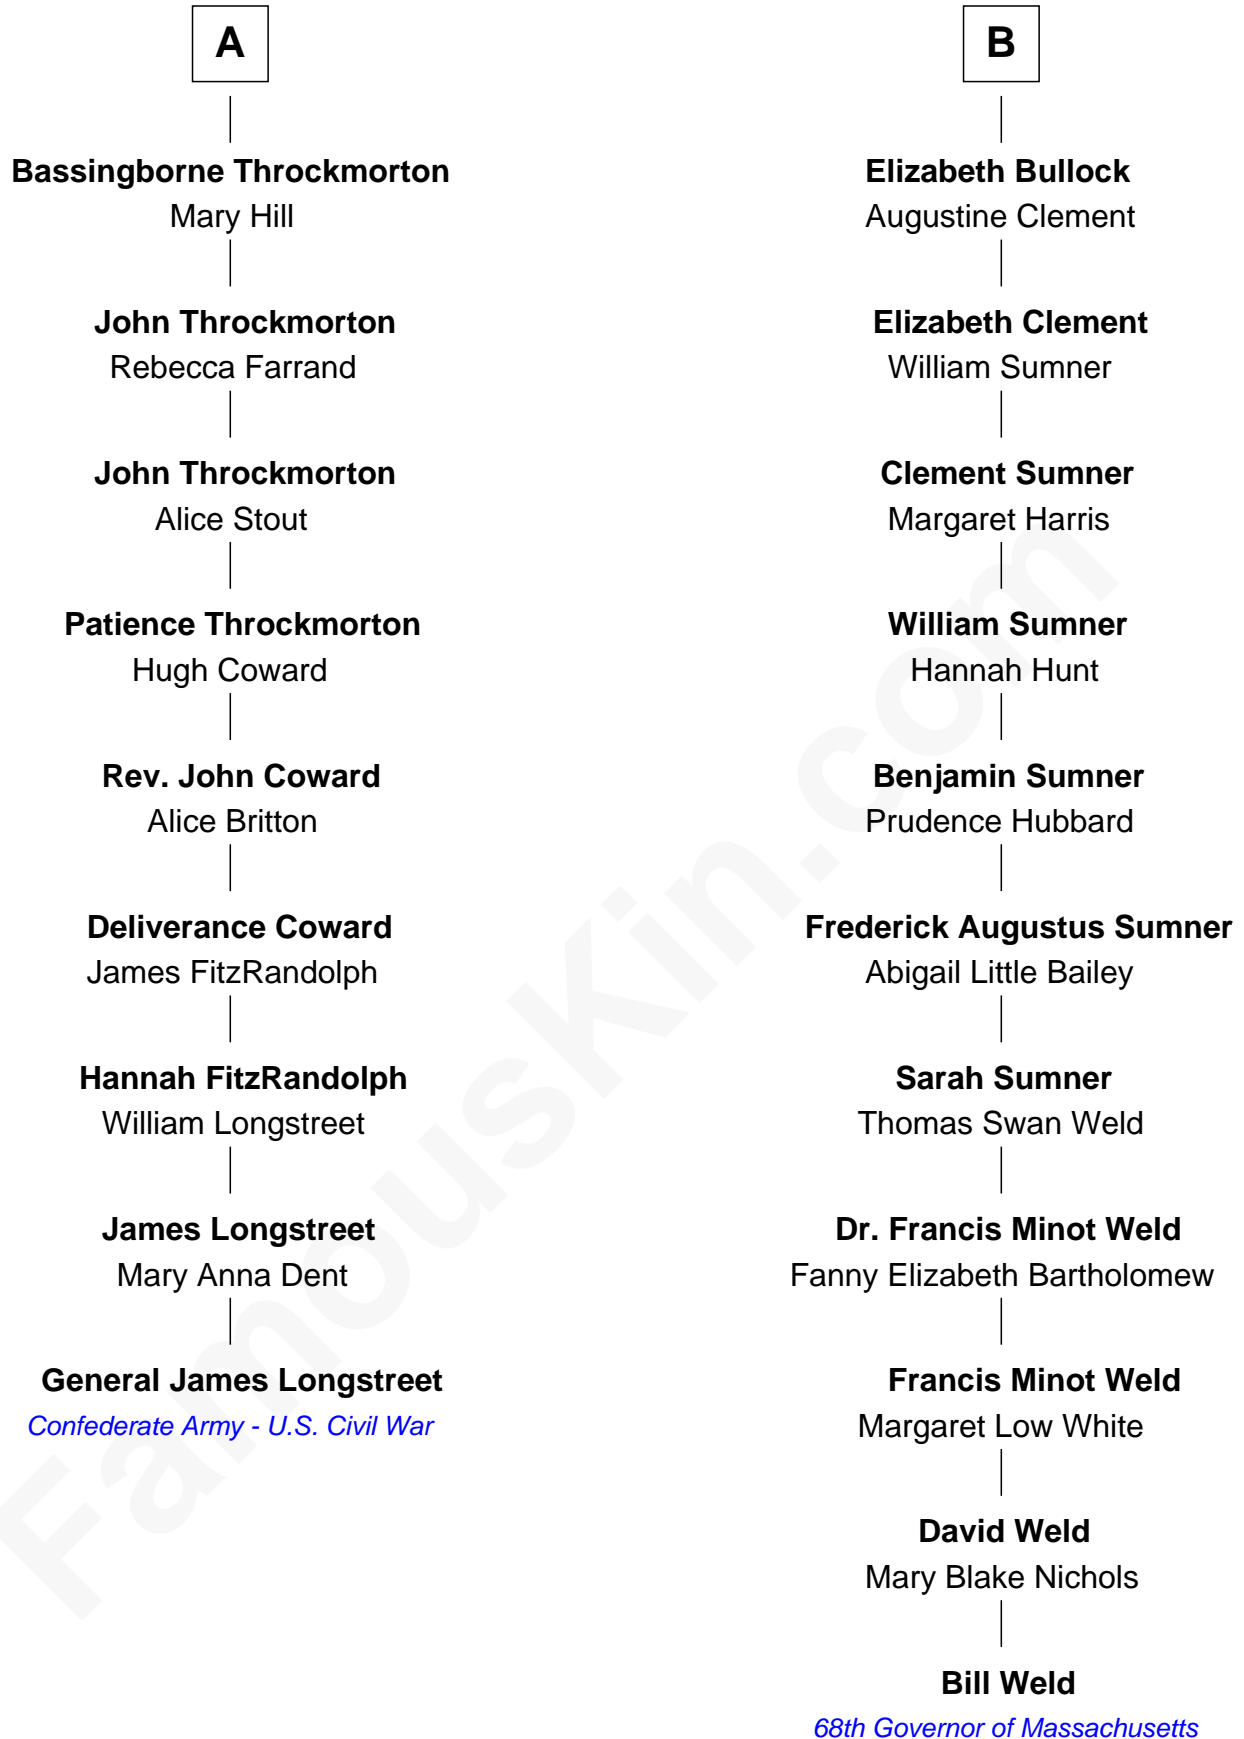 A
Bassingborne Throckmorton
Mary Hill
John Throckmorton
Rebecca Farrand
John Throckmorton
Alice Stout
Patience Throckmorton
Hugh Coward
Rev. John Coward
Alice Britton
Deliverance Coward
James FitzRandolph
Hannah FitzRandolph
William Longstreet
James Longstreet
Mary Anna Dent
General James Longstreet
Confederate Army - U.S. Civil War
B
Elizabeth Bullock
Augustine Clement
Elizabeth Clement
William Sumner
Clement Sumner
Margaret Harris
William Sumner
Hannah Hunt
Benjamin Sumner
Prudence Hubbard
Frederick Augustus Sumner
Abigail Little Bailey
Sarah Sumner
Thomas Swan Weld
Dr. Francis Minot Weld
Fanny Elizabeth Bartholomew
Francis Minot Weld
Margaret Low White
David Weld
Mary Blake Nichols
Bill Weld
68th Governor of Massachusetts
FamousKin.com